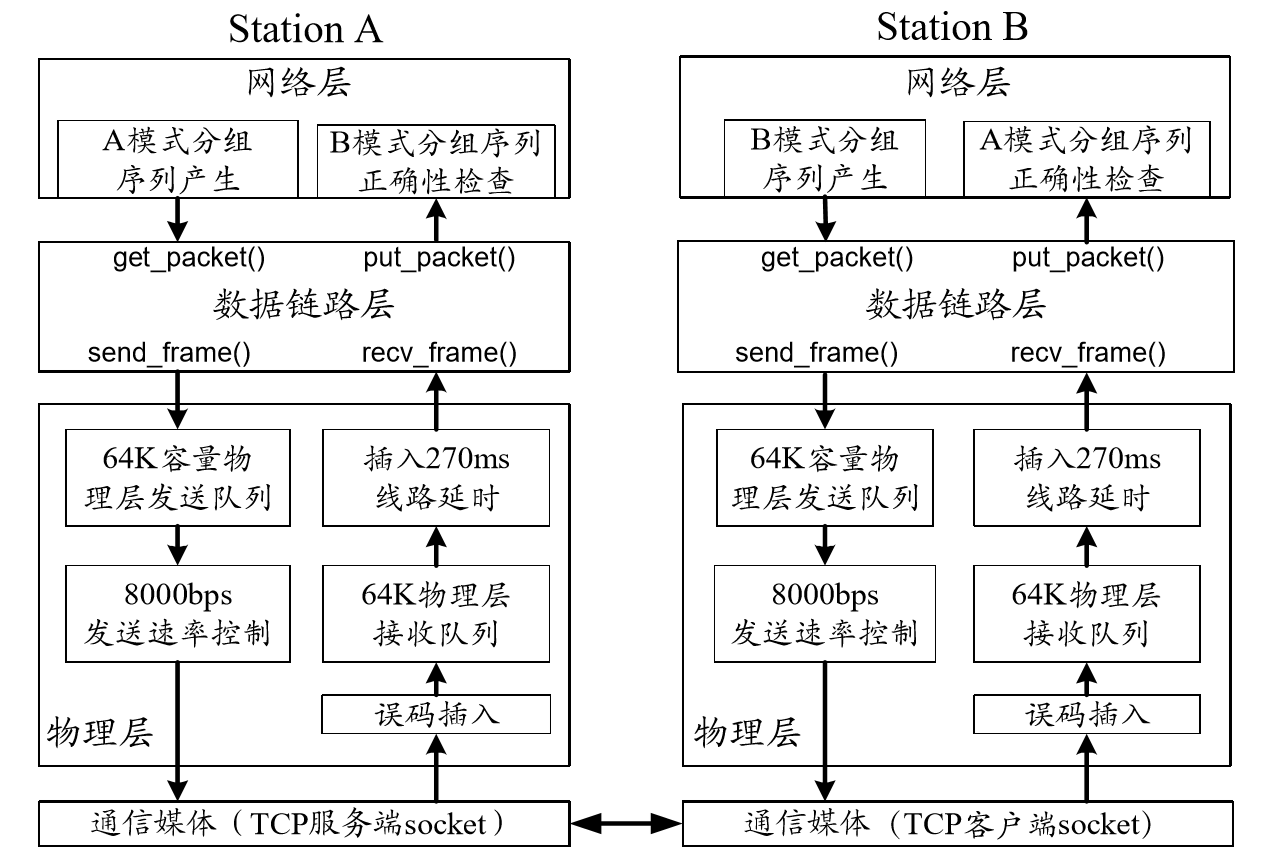 Station A
网络层
A模式分组
序列产生
B模式分组序列
正确性检查
get_packet()
put_packet()
数据链路层
send_frame()
recv_frame()
64K容量物
理层发送队列
插入270ms
线路延时
8000bps
发送速率控制
64K物理层
接收队列
误码插入
物理层
通信媒体（TCP服务端socket）
Station B
网络层
B模式分组
序列产生
A模式分组序列
正确性检查
get_packet()
put_packet()
数据链路层
send_frame()
recv_frame()
64K容量物
理层发送队列
插入270ms
线路延时
8000bps
发送速率控制
64K物理层
接收队列
误码插入
物理层
通信媒体（TCP客户端socket）